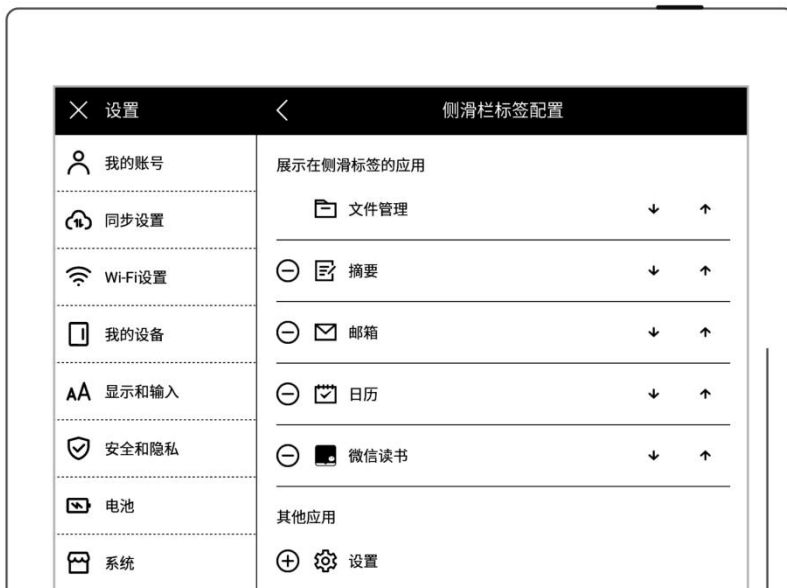 设置
我的账号
同步设置
Wi-Fi设置
我的设备
显示和输入
安全和隐私
电池
系统
侧滑栏标签配置
展示在侧滑标签的应用
文件管理
摘要
邮箱
日历
微信读书
其他应用
设置